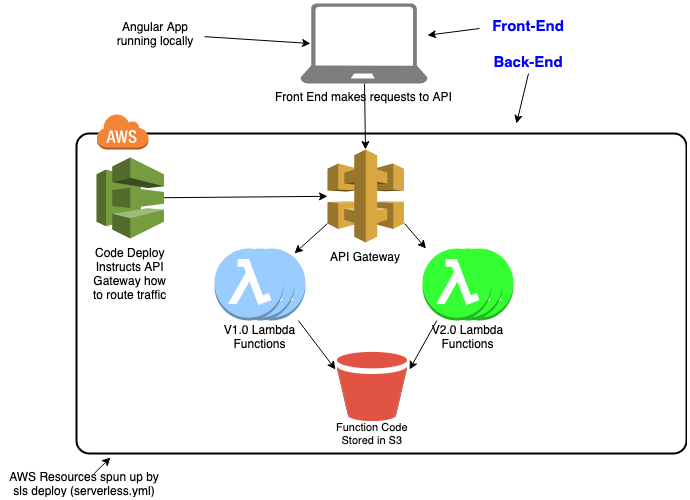 Angular App
running locally
Front-End
Back-End
Front End makes requests to API
AWS
Code Deploy
Instructs API
Gateway how
to route traffic
API Gateway
V1.0 Lambda
Functions
V2.0 Lambda
Functions
Function Code
Stored in S3
AWS Resources spun up by
sls deploy (serverless.yml)